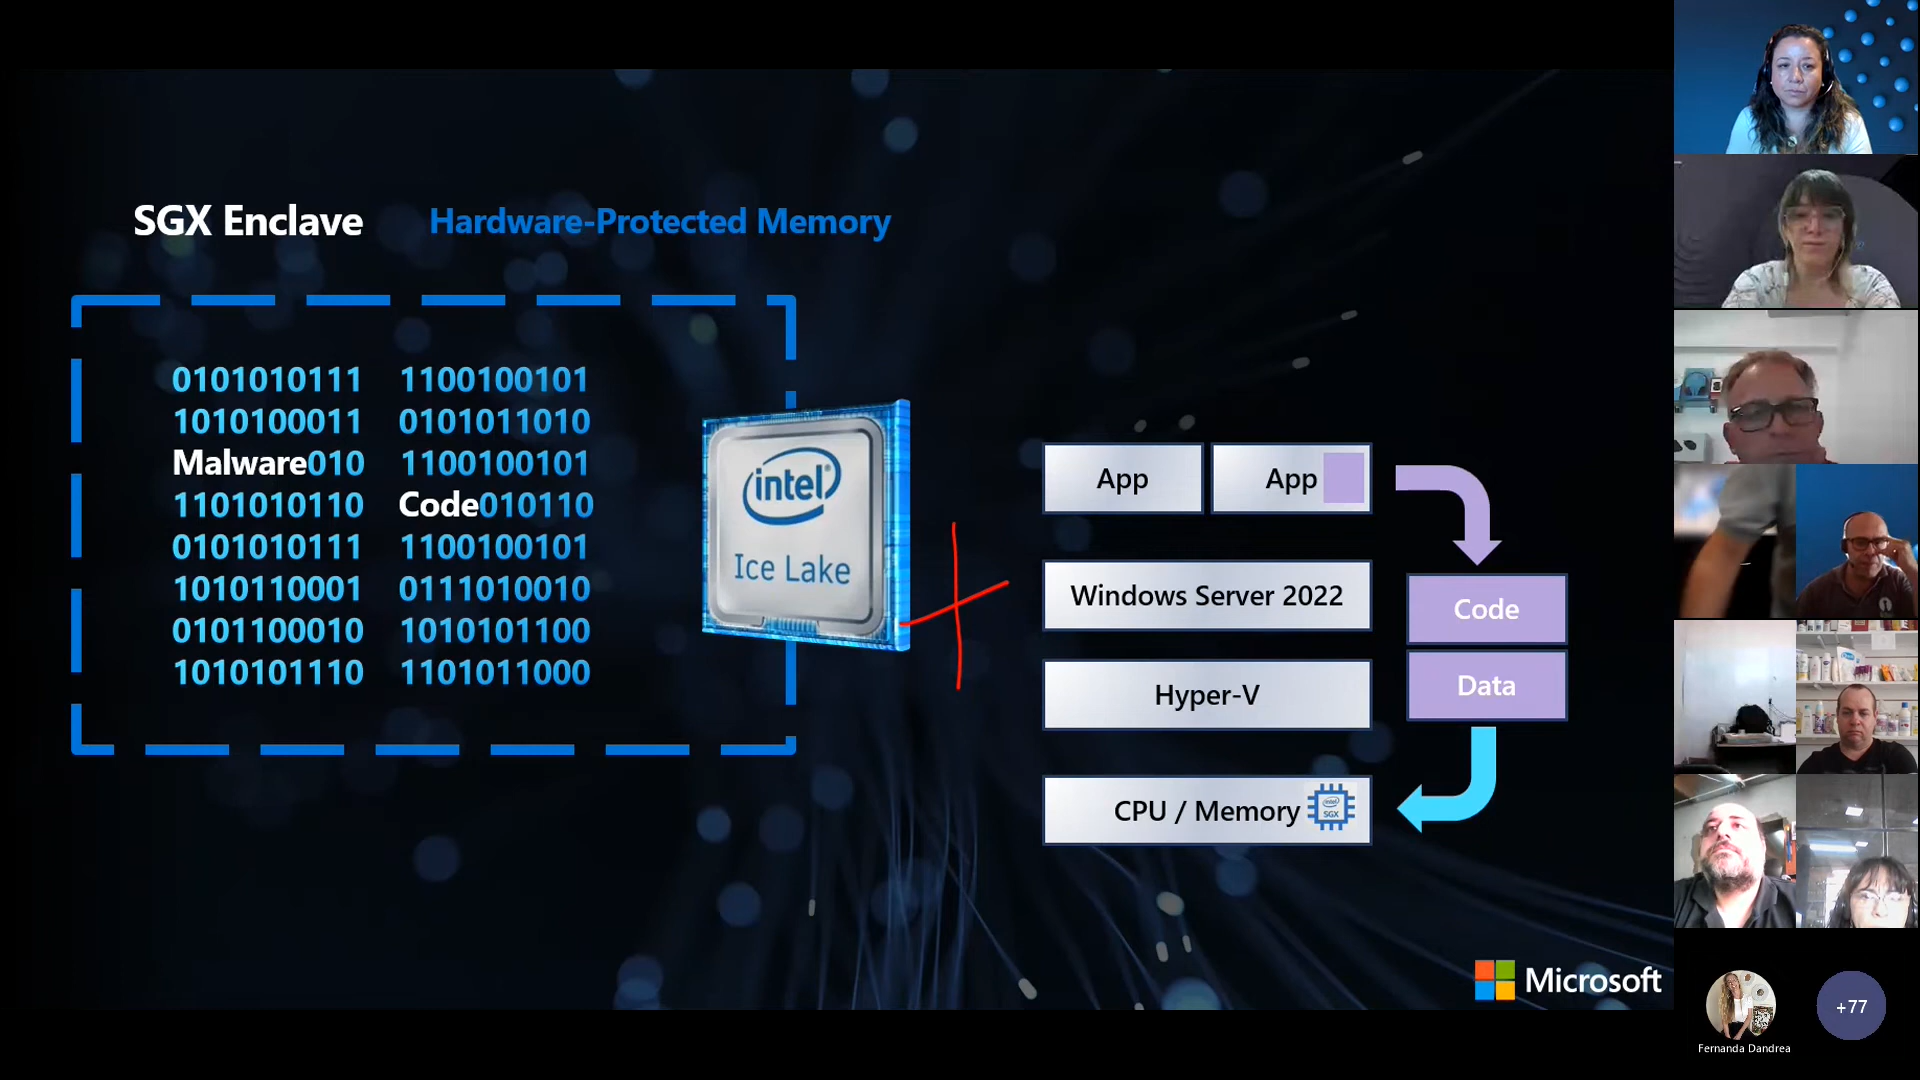 SGX Enclave
Hardware-Protected Memory
0101010111 1100100101
1010100011 0101011010
Malware010 1100100101
1101010110 Code010110
0101010111 1100100101
1010110001 0111010010
0101100010 1010101100
1010101110 1101011000
intel®
Ice Lake
App
App
Windows Server 2022
Hyper-V
CPU / Memory
intel
SGX
Code
Data
Microsoft
+77
Fernanda Dandrea